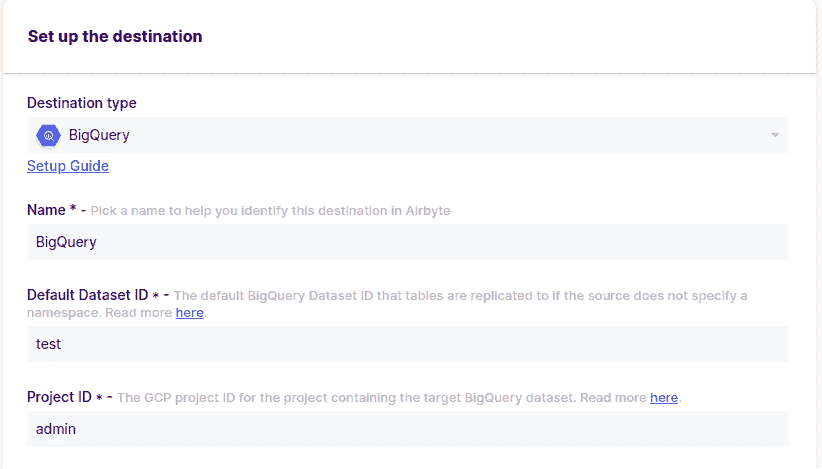 Set up the destination
Destination type
BigQuery
Setup Guide
Name * - Pick a name to help you identify this destination in Airbyte
BigQuery
Default Dataset ID * - The default BigQuery Dataset ID that tables are replicated to if the source does not specify a
namespace. Read more here.
test
Project ID * - The GCP project ID for the project containing the target BigQuery dataset. Read more here.
admin